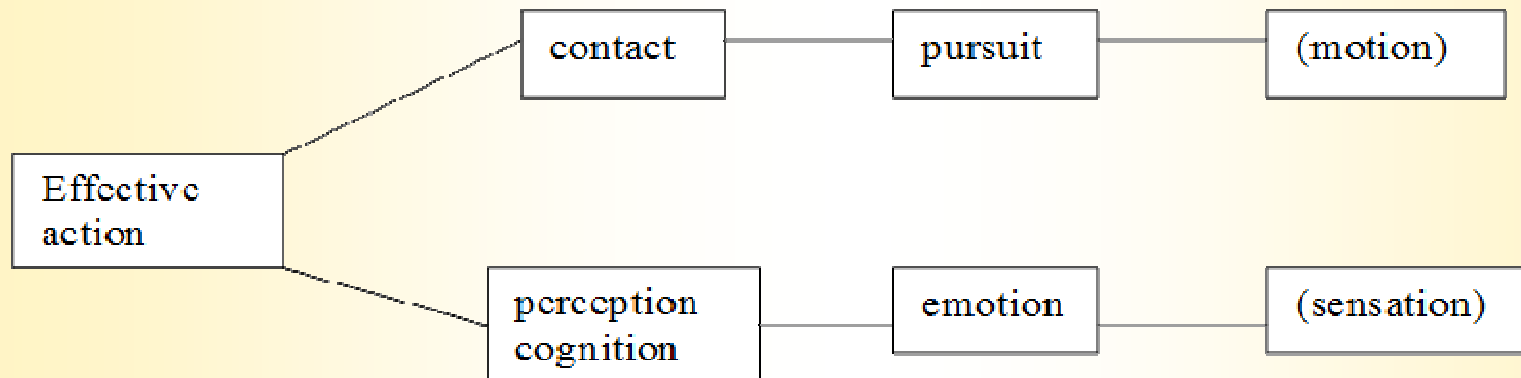 contact
pursuit
(motion)
Effective
action
perception
cognition
emotion
(sensation)